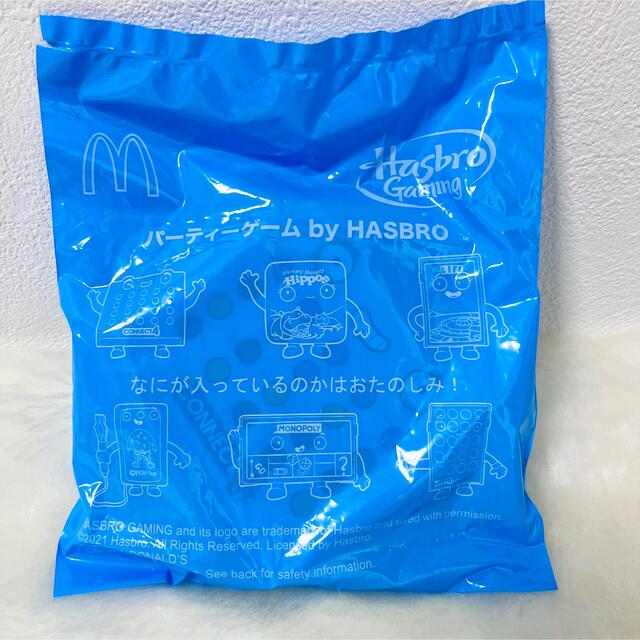 Hasbro
Gaming
パーティーゲーム by HASBRO
Hungry Hungry
Hippos
CONNECT4
なにが入っているのかはおたのしみ！
CONNECT
MONOPOLY
?
ASBRO GAMING and its logo are trademarks of Hasbro and used with permission.
©2021 Hasbro. All Rights Reserved. Licensed by Hasbro.
DONALD'S
See back for safety information.